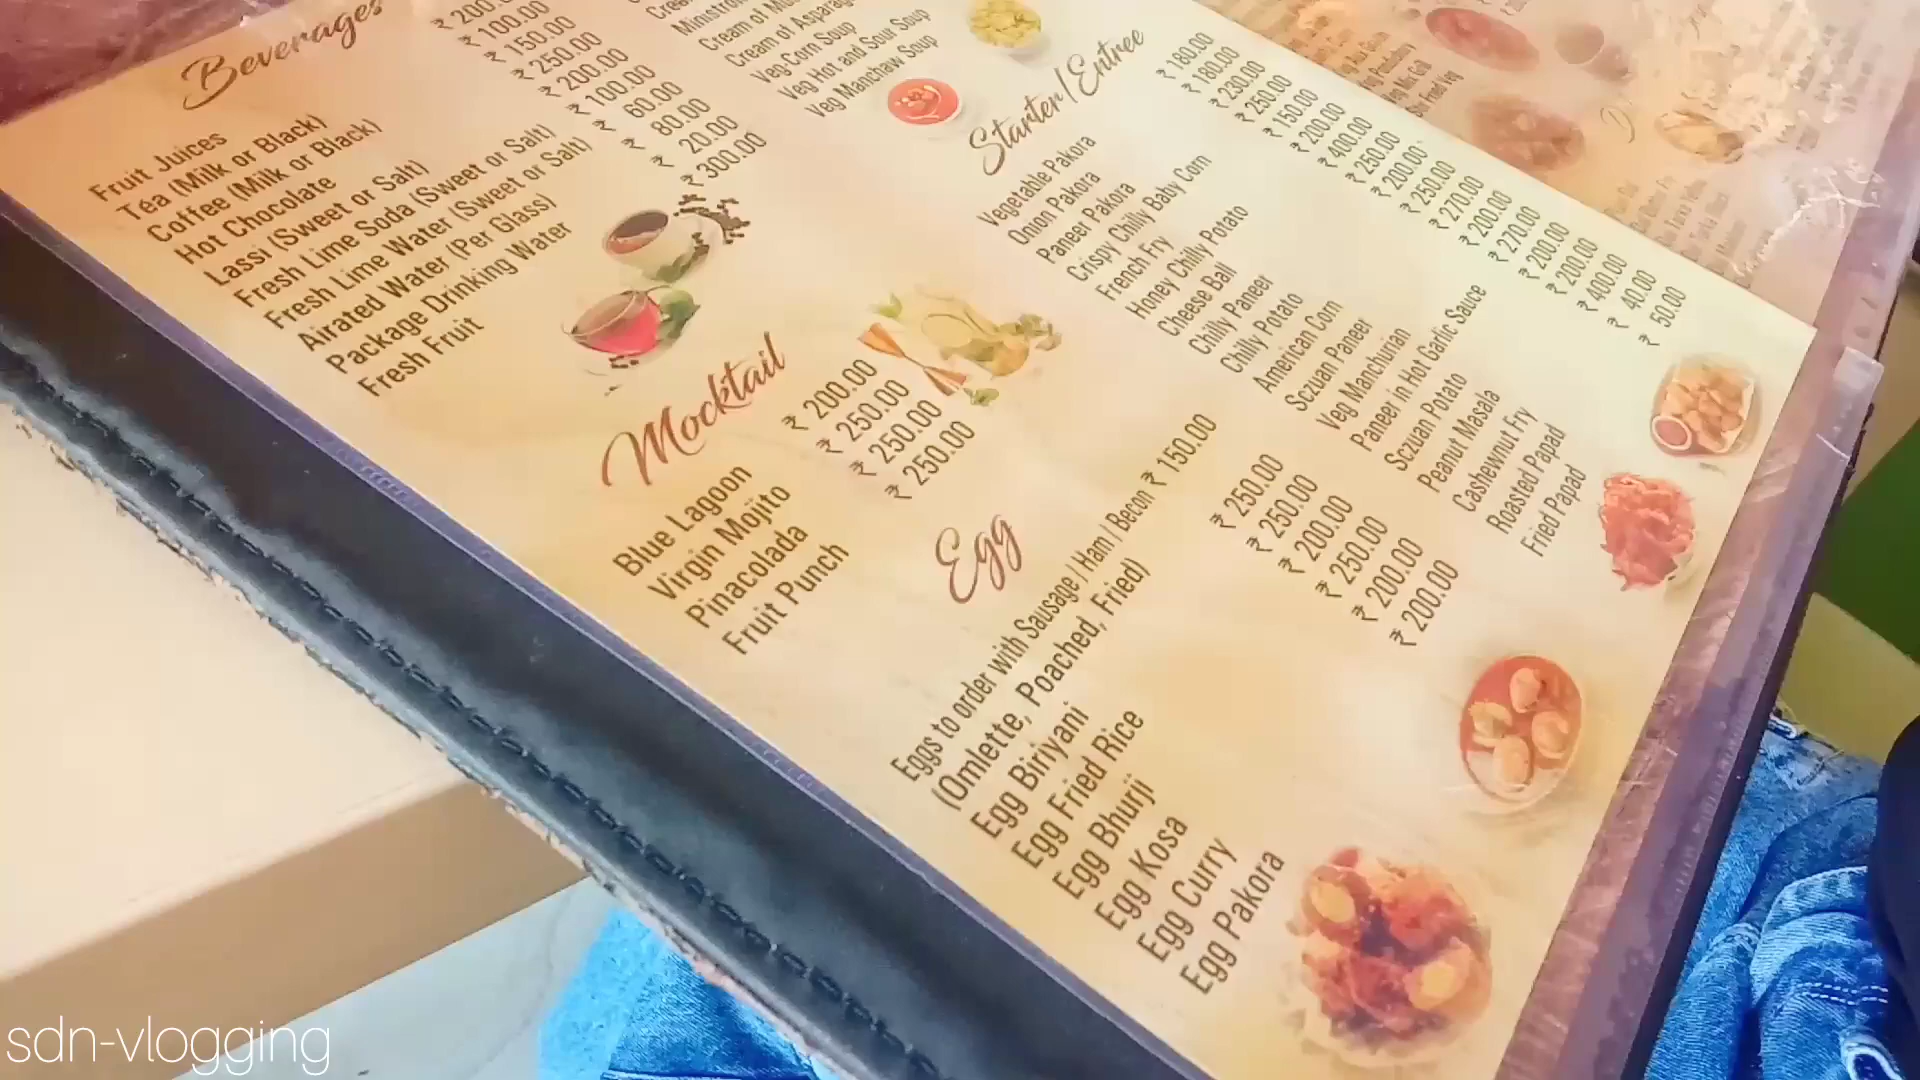 Beverages
Fruit Juices
Tea (Milk or Black)
Coffee (Milk or Black)
Hot Chocolate
Lassi (Sweet or Salt)
Fresh Lime Soda (Sweet or Salt)
Fresh Lime Water (Sweet or Salt)
Airated Water (Per Glass)
Package Drinking Water
Fresh Fruit
₹ 100.00
₹ 150.00
₹ 250.00
₹ 200.00
₹ 100.00
₹ 60.00
₹ 80.00
₹ 20.00
₹ 300.00
Mocktail
Blue Lagoon ₹ 200.00
Virgin Mojito ₹ 250.00
Pinacolada ₹ 250.00
Fruit Punch ₹ 250.00
Egg
Eggs to order with Sausage / Ham / Becon ₹ 150.00
(Omlette, Poached, Fried)
Egg Biriyani ₹ 250.00
Egg Fried Rice ₹ 250.00
Egg Bhurji ₹ 200.00
Egg Kosa ₹ 250.00
Egg Curry ₹ 200.00
Egg Pakora ₹ 200.00
Cream of Asparag
Veg-Corn Soup
Veg Hot and Sour Soup
Veg Manchaw Soup
Starter / Entree
Vegetable Pakora ₹ 180.00
Onion Pakora ₹ 180.00
Paneer Pakora ₹ 230.00
Crispy Chilly Baby Corn ₹ 250.00
French Fry ₹ 150.00
Honey Chilly Potato ₹ 200.00
Cheese Ball ₹ 400.00
Chilly Paneer ₹ 250.00
Chilly Potato ₹ 200.00
American Corn ₹ 250.00
Sczuan Paneer ₹ 270.00
Veg Manchurian ₹ 200.00
Paneer in Hot Garlic Sauce ₹ 270.00
Sczuan Potato ₹ 200.00
Peanut Masala ₹ 200.00
Cashewnut Fry ₹ 400.00
Roasted Papad ₹ 40.00
Fried Papad ₹ 50.00
sdn-vlogging